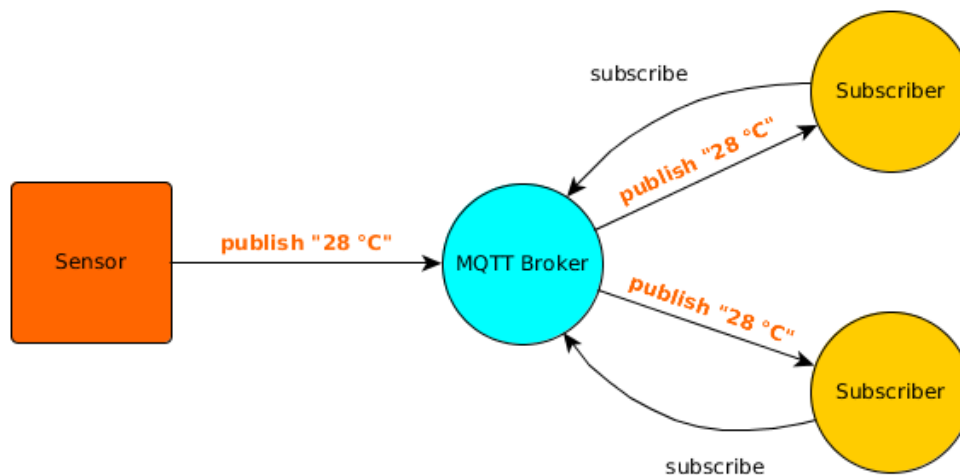 subscribe
Subscriber
publish "28 °C"
publish "28 °C"
Sensor
MQTT Broker
publish "28 °C"
Subscriber
subscribe